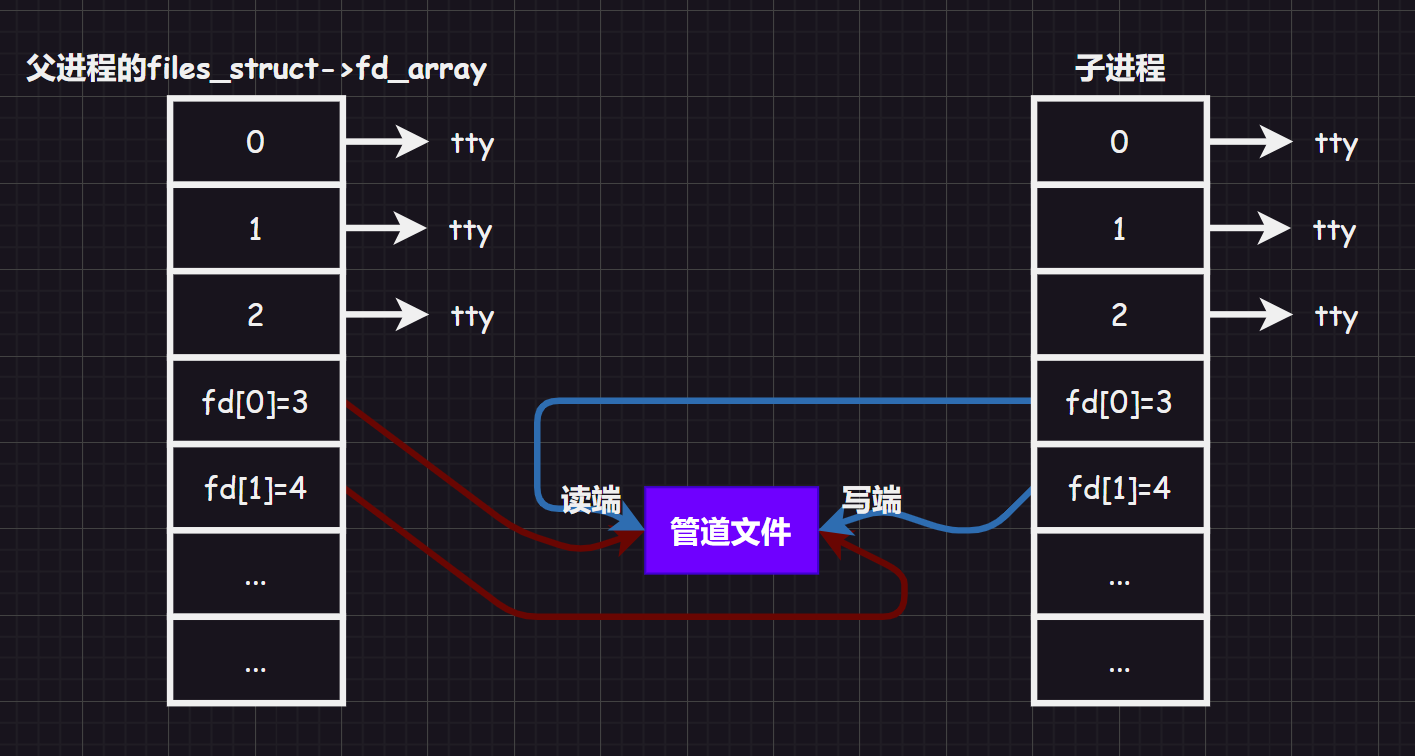 父进程的files_struct->fd_array
子进程
0
tty
0
tty
1
tty
1
tty
2
tty
2
tty
fd[0]=3
fd[0]=3
fd[1]=4
fd[1]=4
读端
写端
管道文件
...
...
...
...